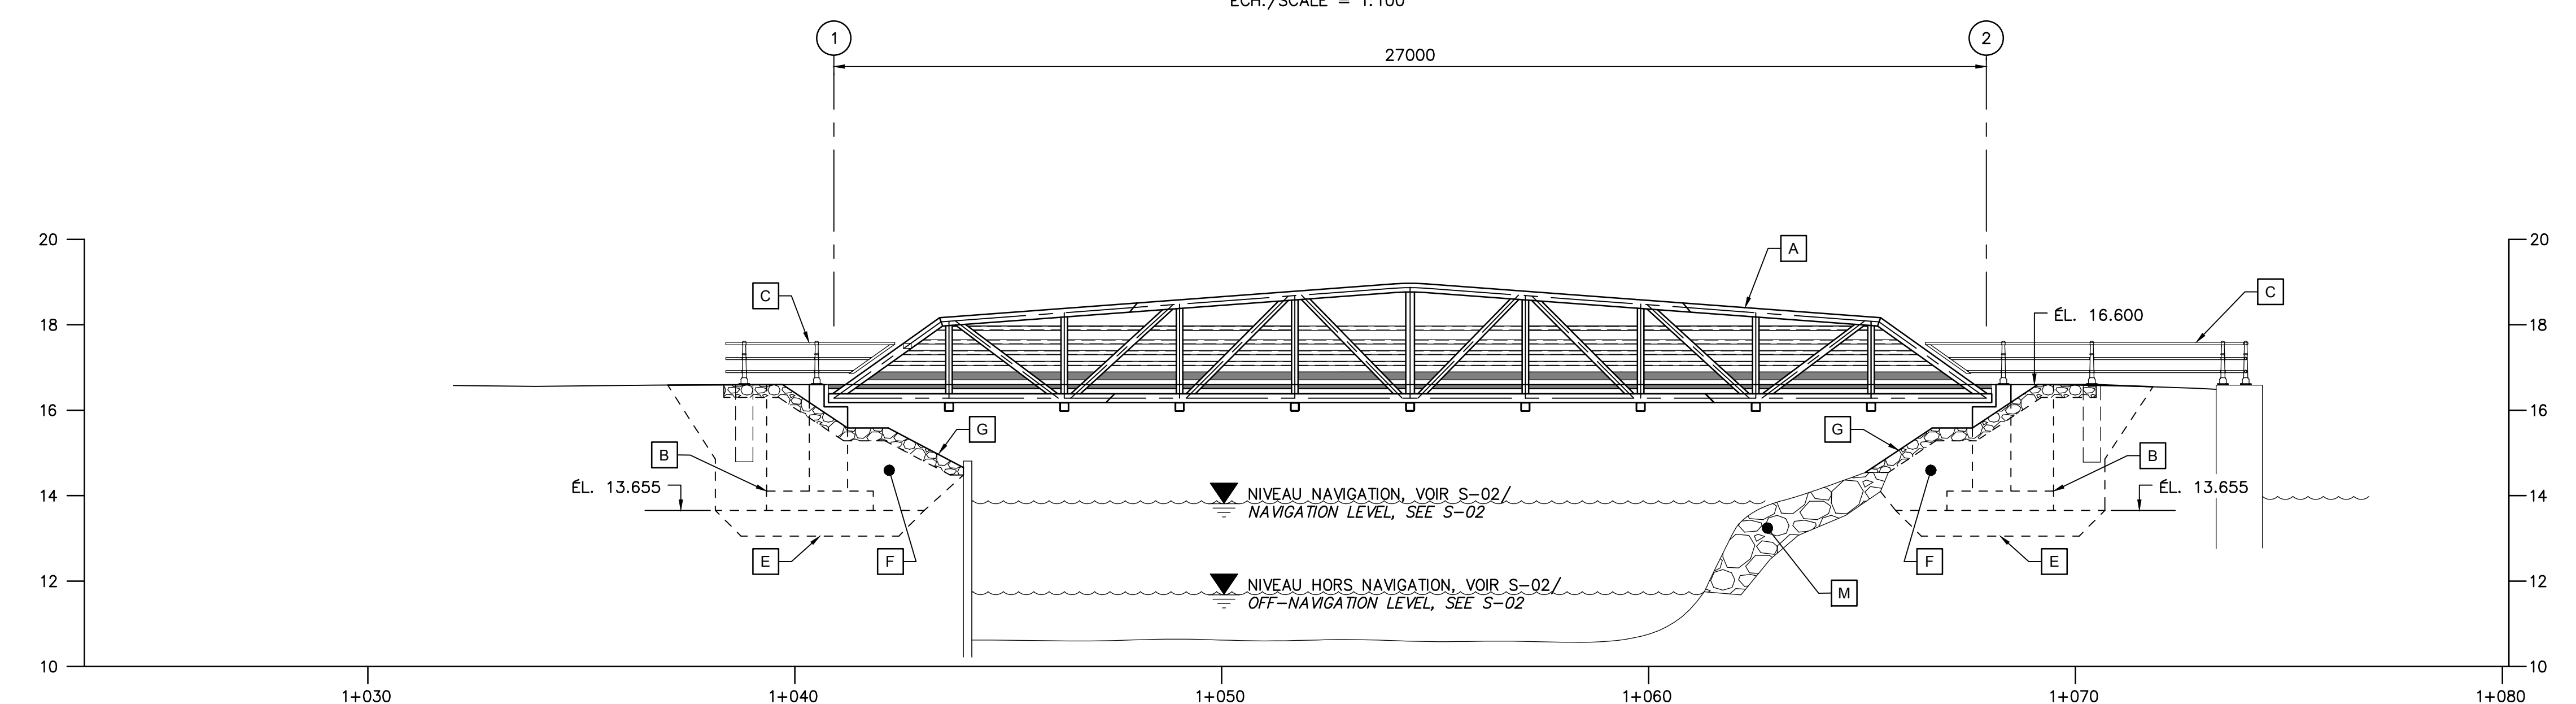 ÉCH./SCALE = 1:100
1
2
27000
20
20
A
C
C
ÉL. 16.600
18
18
16
16
G
G
B
B
ÉL. 13.655
ÉL. 13.655
14
14
NIVEAU NAVIGATION, VOIR S-02/
NAVIGATION LEVEL, SEE S-02
E
F
F
E
12
12
NIVEAU HORS NAVIGATION, VOIR S-02/
OFF-NAVIGATION LEVEL, SEE S-02
M
10
10
1+030
1+040
1+050
1+060
1+070
1+080